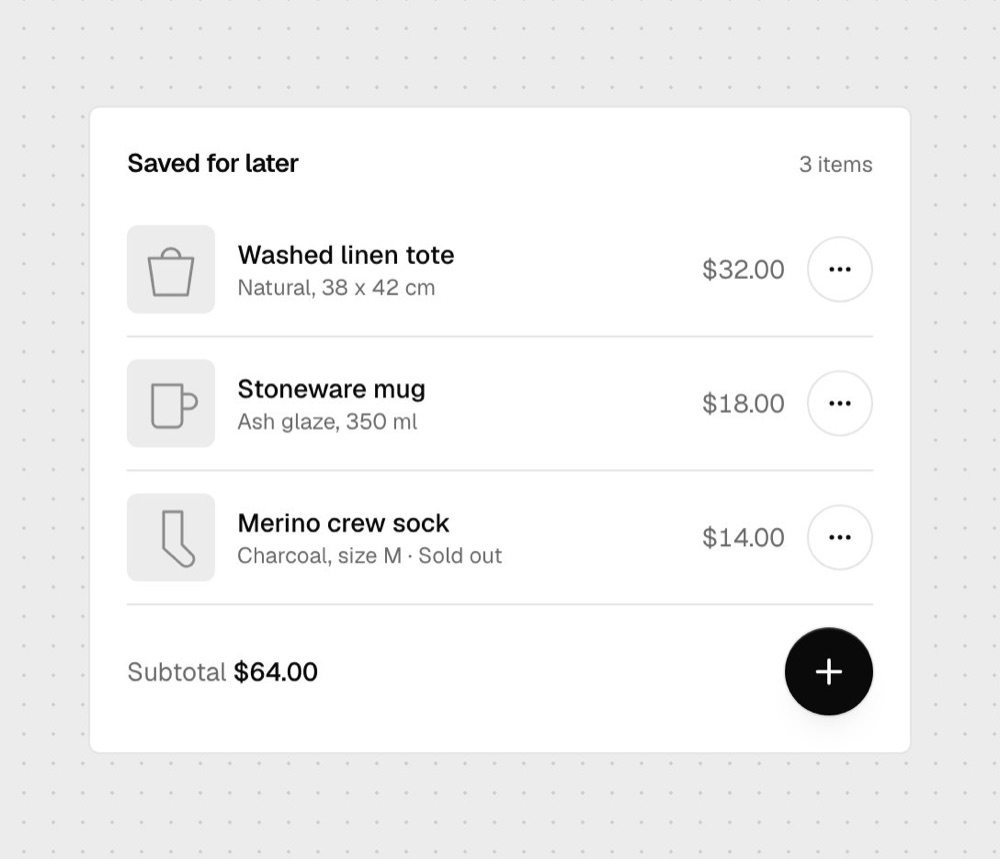 Saved for later
3 items
Washed linen tote
Natural, 38 x 42 cm
$32.00
Stoneware mug
Ash glaze, 350 ml
$18.00
Merino crew sock
Charcoal, size M · Sold out
$14.00
Subtotal $64.00